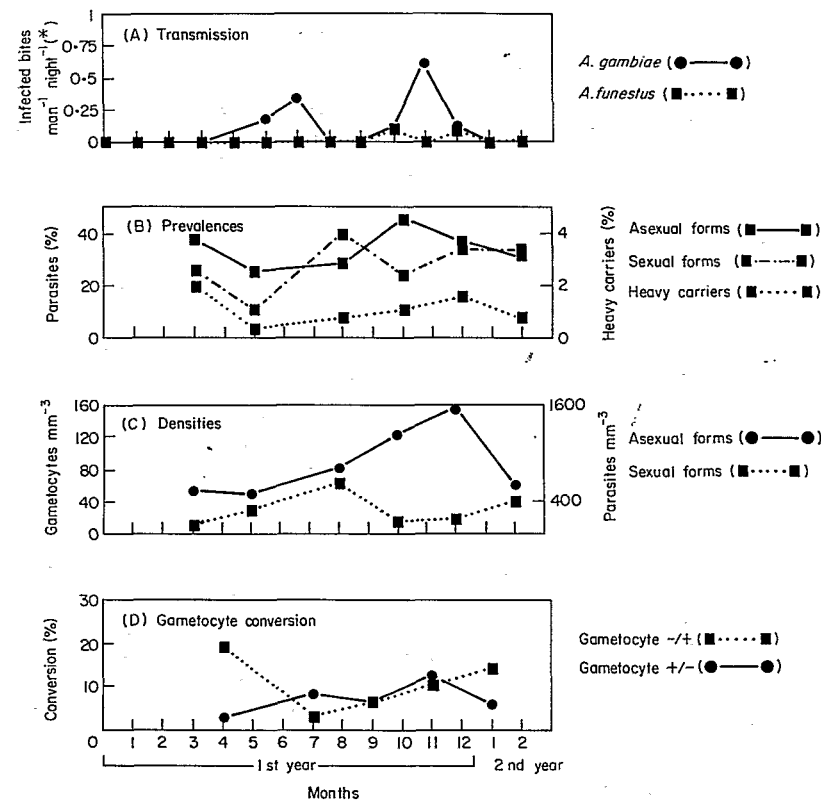 (A) Transmission
Infected bites
man⁻¹ night⁻¹(*)
1
0·75
0·5
0·25
0
A. gambiae (●——●)
A. funestus (■·····■)
(B) Prevalences
Parasites (%)
40
20
0
4
2
0
Heavy carriers (%)
Asexual forms (■——■)
Sexual forms (■-·-·-■)
Heavy carriers (■·····■)
(C) Densities
Gametocytes mm⁻³
160
120
80
40
0
1600
400
Parasites mm⁻³
Asexual forms (●——●)
Sexual forms (■·····■)
(D) Gametocyte conversion
Conversion (%)
30
20
10
Gametocyte -/+ (■·····■)
Gametocyte +/- (●——●)
0 1 2 3 4 5 6 7 8 9 10 11 12 1 2
1st year 2nd year
Months